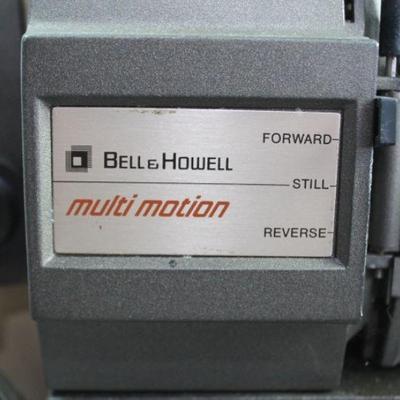 FORWARD
BELL & HOWELL
STILL
multi motion
REVERSE